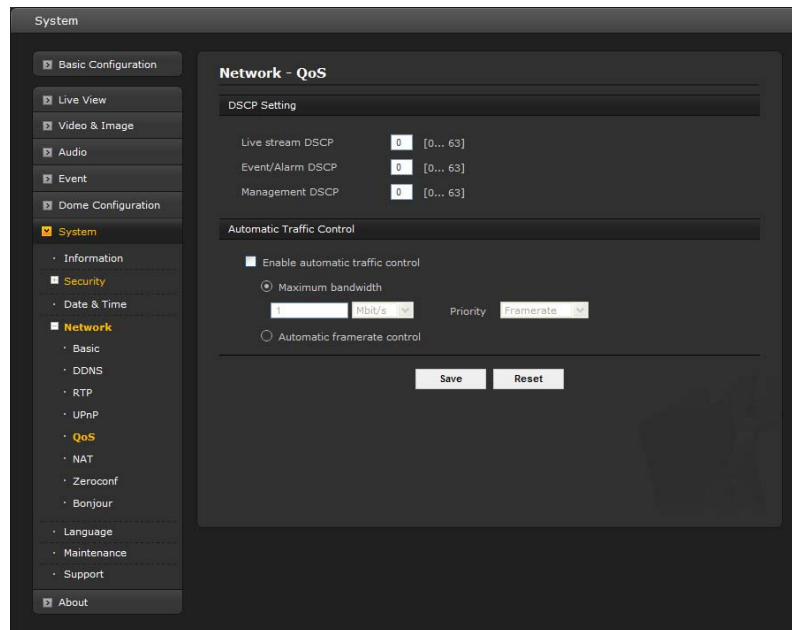 System
Basic Configuration
Live View
Video & Image
Audio
Event
Dome Configuration
System
· Information
Security
· Date & Time
Network
· Basic
· DDNS
· RTP
· UPnP
· QoS
· NAT
· Zeroconf
· Bonjour
· Language
· Maintenance
· Support
About
Network - QoS
DSCP Setting
Live stream DSCP 0 [0... 63]
Event/Alarm DSCP 0 [0... 63]
Management DSCP 0 [0... 63]
Automatic Traffic Control
Enable automatic traffic control
Maximum bandwidth
1 Mbit/s Priority Framerate
Automatic framerate control
Save Reset